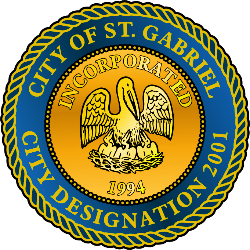 CITY OF ST. GABRIEL
INCORPORATED
1994
CITY DESIGNATION 2001